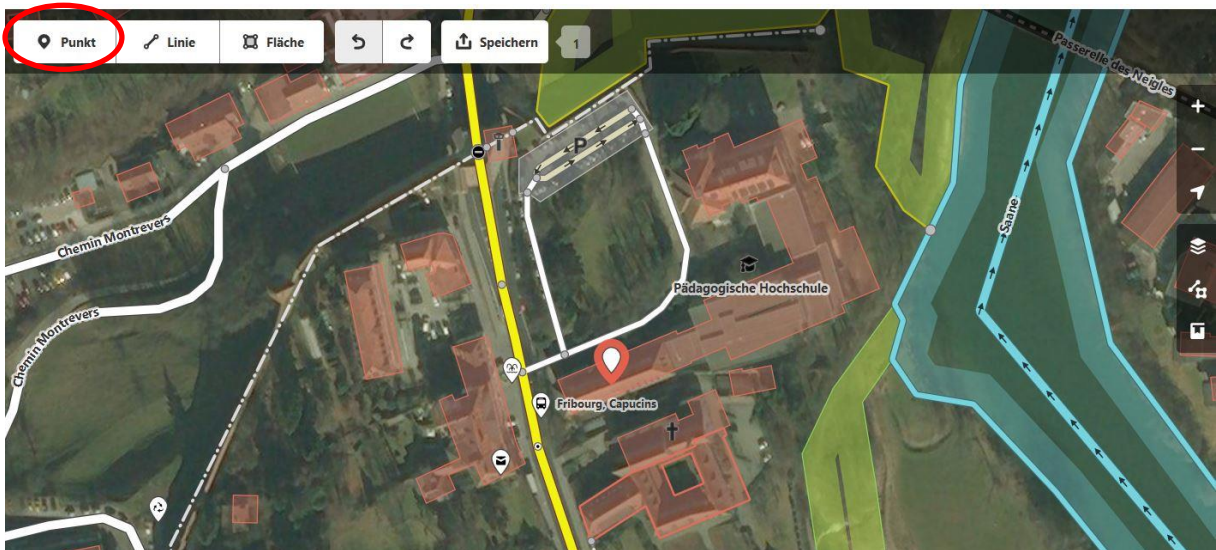 Punkt
Linie
Fläche
Speichern
1
Passerelle des Neigles
P
Chemin Montrevers
Saane
Pädagogische Hochschule
Chemin Montrevers
Fribourg, Capucins